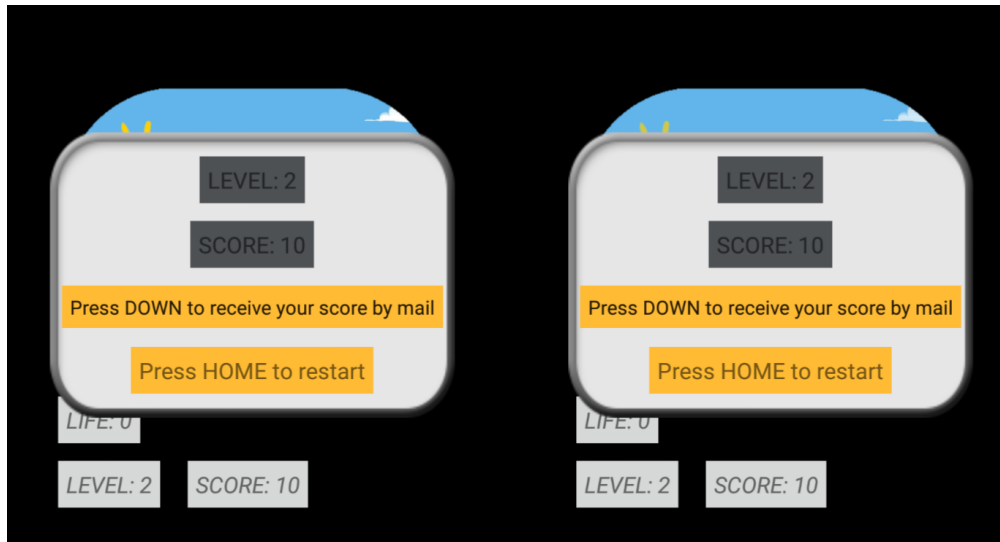 LEVEL: 2
SCORE: 10
Press DOWN to receive your score by mail
Press HOME to restart
LIFE: 0
LEVEL: 2 SCORE: 10
LEVEL: 2
SCORE: 10
Press DOWN to receive your score by mail
Press HOME to restart
LIFE: 0
LEVEL: 2 SCORE: 10